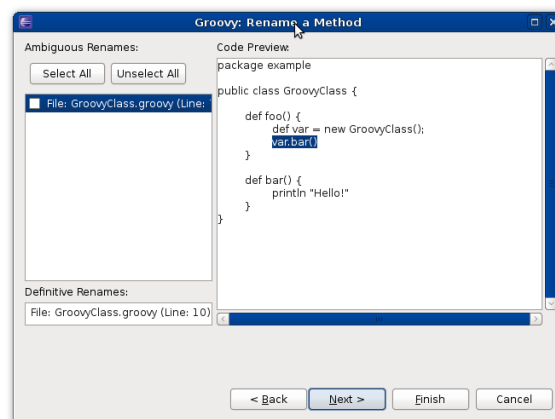 Groovy: Rename a Method
Ambiguous Renames:
Select All
Unselect All
File: GroovyClass.groovy (Line:
Definitive Renames:
File: GroovyClass.groovy (Line: 10)
Code Preview:
package example
public class GroovyClass {
def foo() {
def var = new GroovyClass();
var.bar()
}
def bar() {
println "Hello!"
}
}
< Back
Next >
Finish
Cancel